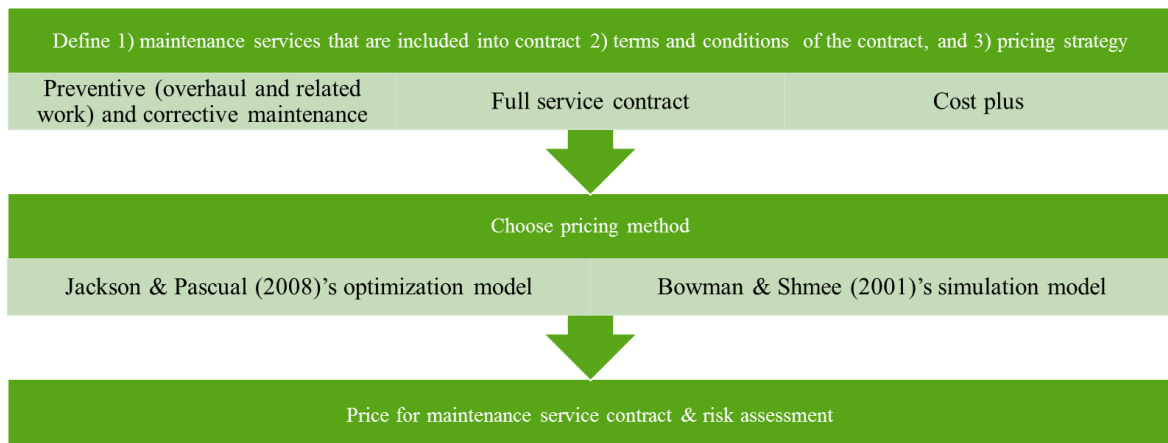 Define 1) maintenance services that are included into contract 2) terms and conditions of the contract, and 3) pricing strategy
Preventive (overhaul and related
work) and corrective maintenance
Full service contract
Cost plus
Choose pricing method
Jackson & Pascual (2008)’s optimization model
Bowman & Shmee (2001)’s simulation model
Price for maintenance service contract & risk assessment